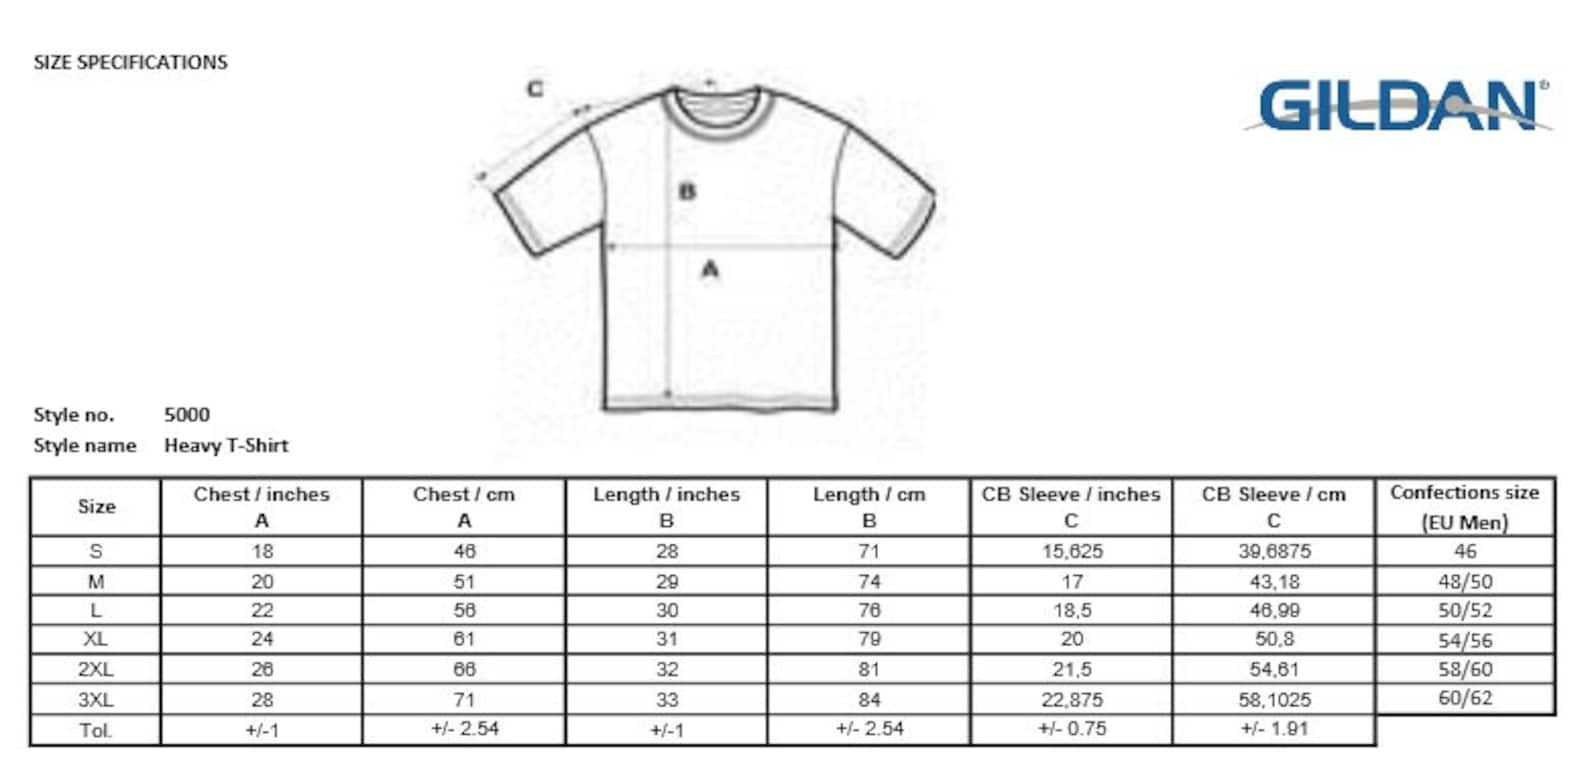 SIZE SPECIFICATIONS
GILDAN®
C
B
A
Style no. 5000
Style name Heavy T-Shirt
Size Chest / inches A Chest / cm A Length / inches B Length / cm B CB Sleeve / inches C CB Sleeve / cm C Confections size (EU Men)
S 18 46 28 71 15,625 39,6875 46
M 20 51 29 74 17 43,18 48/50
L 22 56 30 76 18,5 46,99 50/52
XL 24 61 31 79 20 50,8 54/56
2XL 26 66 32 81 21,5 54,61 58/60
3XL 28 71 33 84 22,875 58,1025 60/62
Tol. +/-1 +/- 2.54 +/-1 +/- 2.54 +/- 0.75 +/- 1.91